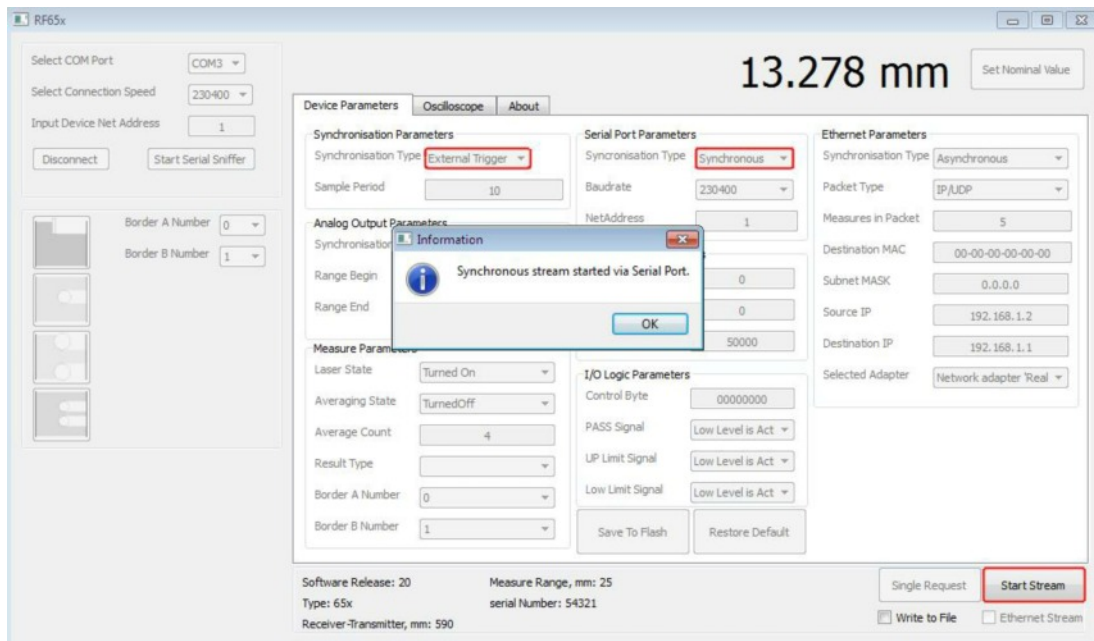 RF65x
Select COM Port COM3
Select Connection Speed 230400
Input Device Net Address 1
Disconnect Start Serial Sniffer
Border A Number 0
Border B Number 1
13.278 mm
Set Nominal Value
Device Parameters Oscilloscope About
Synchronisation Parameters
Synchronisation Type External Trigger
Sample Period 10
Analog Output Parameters
Synchronisation
Range Begin
Range End
Measure Parameters
Laser State Turned On
Averaging State TurnedOff
Average Count 4
Result Type
Border A Number 0
Border B Number 1
Serial Port Parameters
Syncronisation Type Synchronous
Baudrate 230400
NetAddress 1
0
0
50000
Information
Synchronous stream started via Serial Port.
OK
I/O Logic Parameters
Control Byte 00000000
PASS Signal Low Level is Act
UP Limit Signal Low Level is Act
Low Limit Signal Low Level is Act
Save To Flash Restore Default
Ethernet Parameters
Synchronisation Type Asynchronous
Packet Type IP/UDP
Measures in Packet 5
Destination MAC 00-00-00-00-00-00
Subnet MASK 0.0.0.0
Source IP 192.168.1.2
Destination IP 192.168.1.1
Selected Adapter Network adapter 'Real
Software Release: 20 Measure Range, mm: 25
Type: 65x serial Number: 54321
Receiver-Transmitter, mm: 590
Single Request Start Stream
Write to File Ethernet Stream